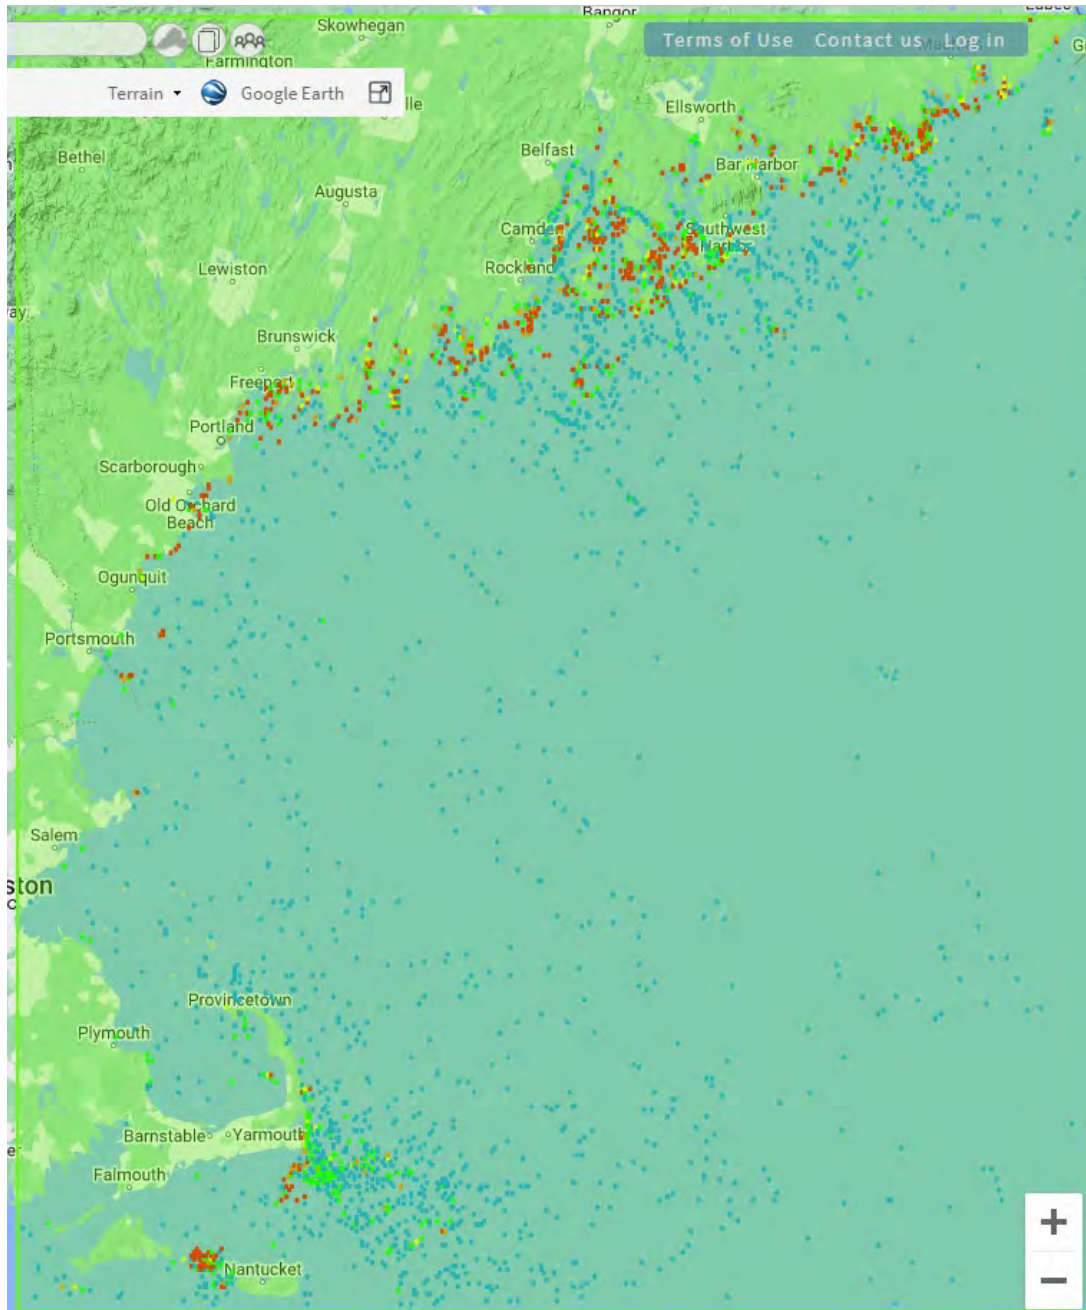 Skowhegan
Bangor
Terms of Use Contact us Log in
Farmington
Terrain Google Earth
lle
Ellsworth
Bethel
Belfast
Bar Harbor
Augusta
Camden
Southwest
Harbor
Rockland
Lewiston
Brunswick
Freeport
Portland
Scarborough
Old Orchard
Beach
Ogunquit
Portsmouth
Salem
ston
Provincetown
Plymouth
Barnstable Yarmouth
Falmouth
Nantucket
+
−